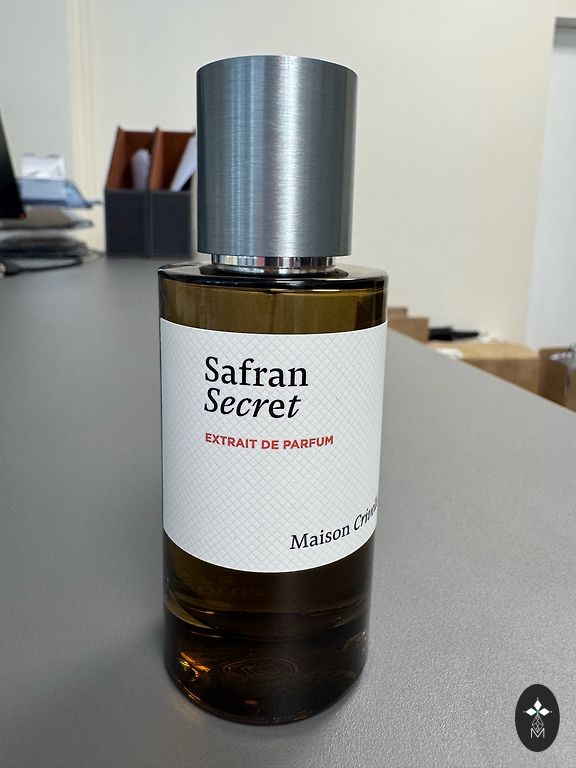 Safran
Secret
EXTRAIT DE PARFUM
Maison
M